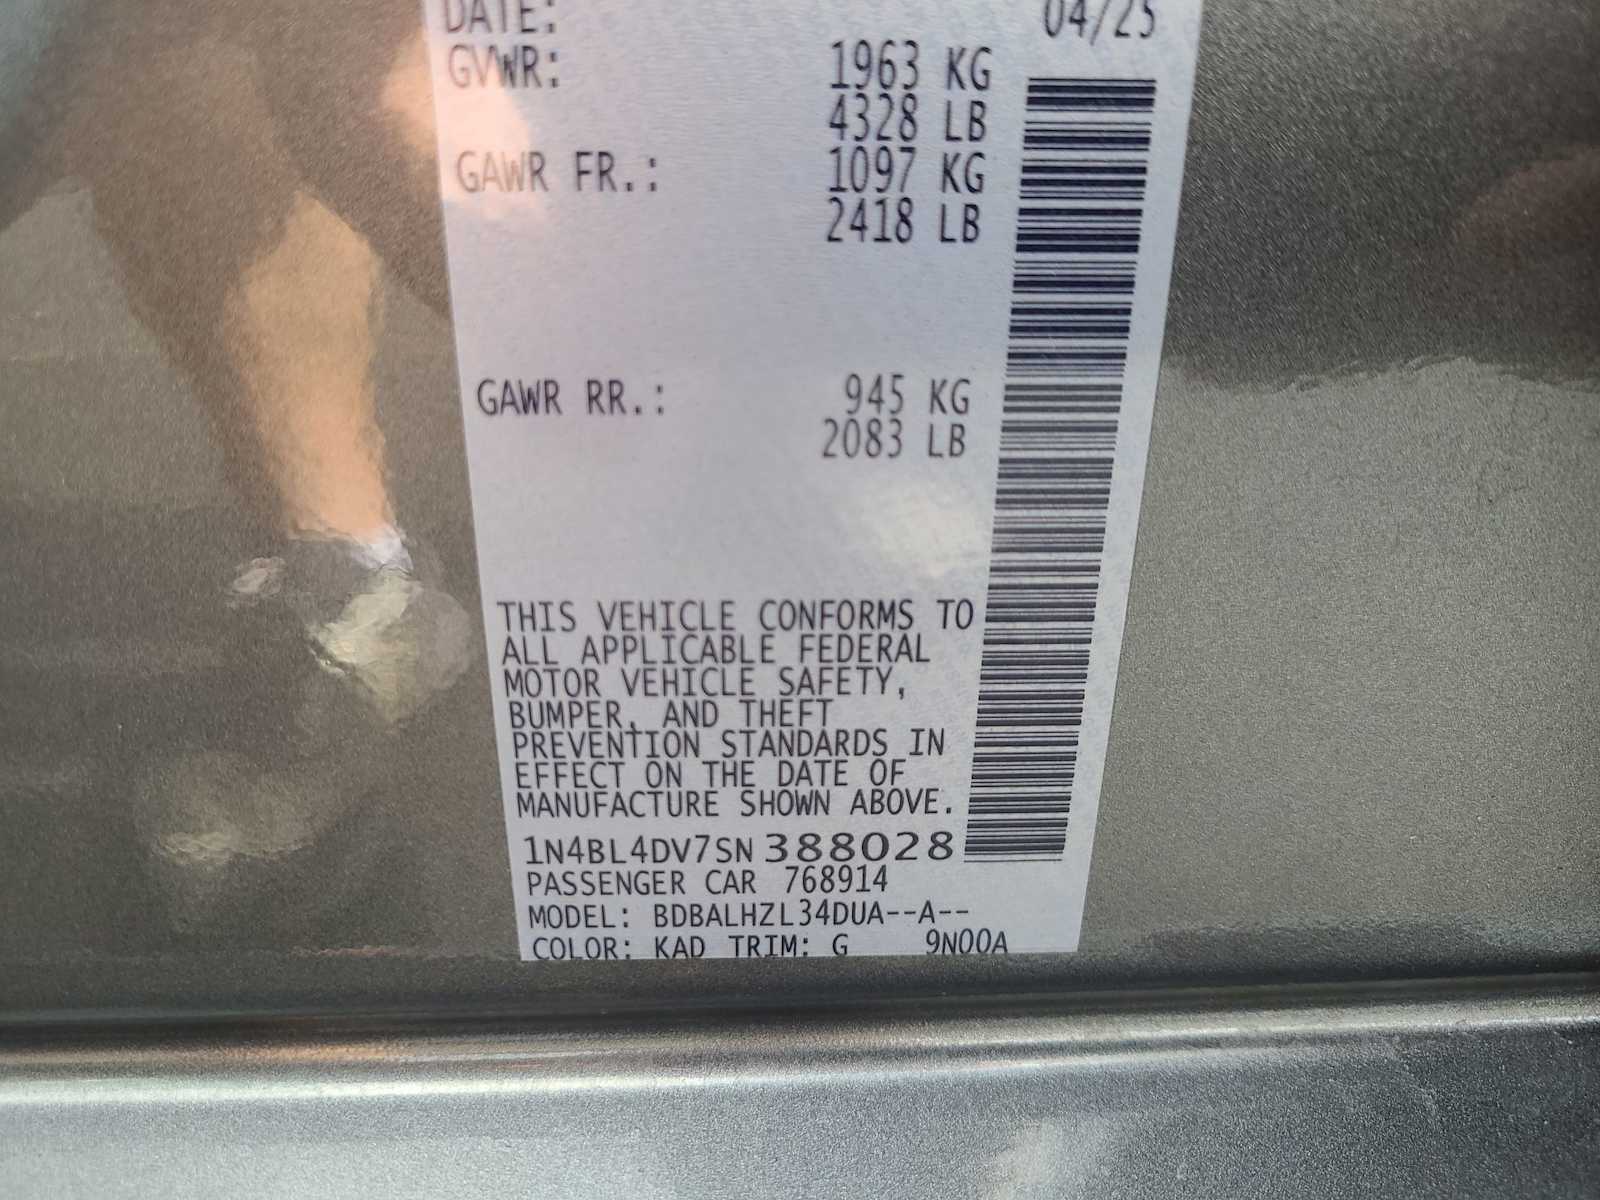 DATE: 04/25
GVWR: 1963 KG
4328 LB
GAWR FR.: 1097 KG
2418 LB
GAWR RR.: 945 KG
2083 LB
THIS VEHICLE CONFORMS TO
ALL APPLICABLE FEDERAL
MOTOR VEHICLE SAFETY,
BUMPER, AND THEFT
PREVENTION STANDARDS IN
EFFECT ON THE DATE OF
MANUFACTURE SHOWN ABOVE.
1N4BL4DV7SN388028
PASSENGER CAR 768914
MODEL: BDBALHZL34DUA--A--
COLOR: KAD TRIM: G 9N00A